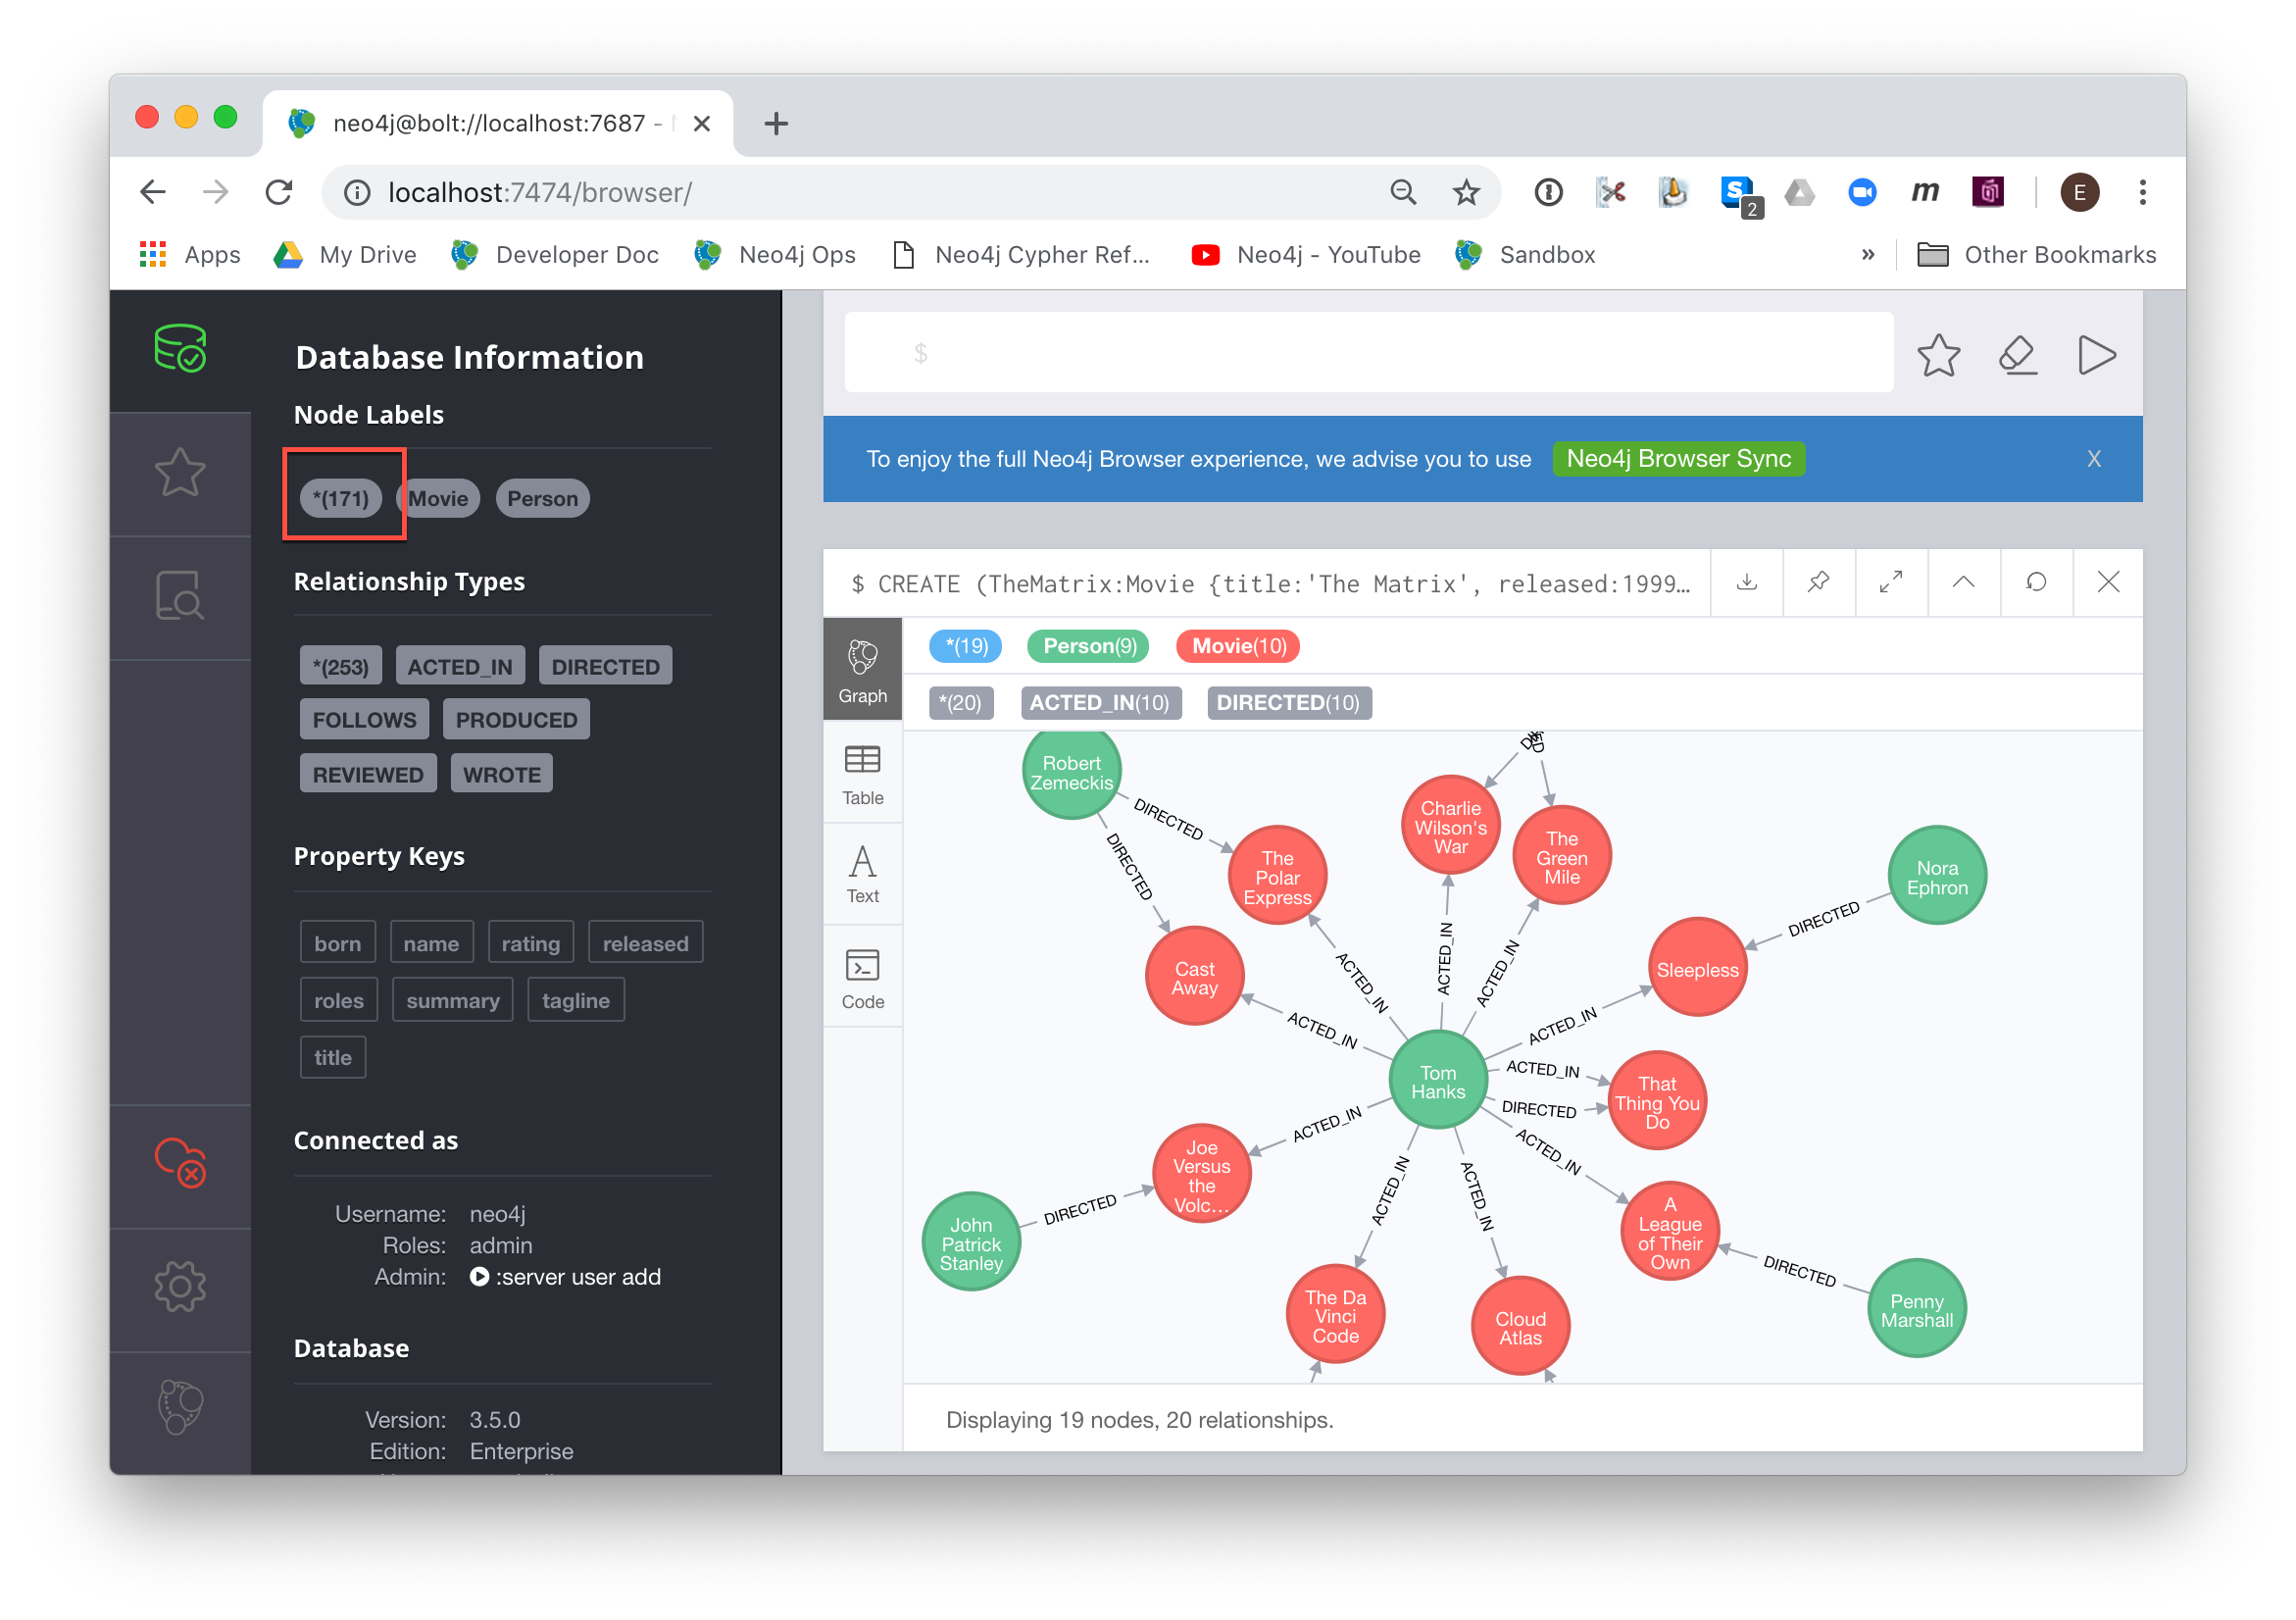 neo4j@bolt://localhost:7687 -
localhost:7474/browser/
2
m
E
Apps
My Drive
Developer Doc
Neo4j Ops
Neo4j Cypher Ref...
Neo4j - YouTube
Sandbox
»
Other Bookmarks
Database Information
Node Labels
*(171) Movie Person
Relationship Types
*(253) ACTED_IN DIRECTED
FOLLOWS PRODUCED
REVIEWED WROTE
Property Keys
born name rating released
roles summary tagline
title
Connected as
Username: neo4j
Roles: admin
Admin: :server user add
Database
Version: 3.5.0
Edition: Enterprise
$
To enjoy the full Neo4j Browser experience, we advise you to use Neo4j Browser Sync X
$ CREATE (TheMatrix:Movie {title:'The Matrix', released:1999…
Graph
Table
Text
Code
*(19) Person(9) Movie(10)
*(20) ACTED_IN(10) DIRECTED(10)
Robert
Zemeckis
DIRECTED
DIRECTED
The
Polar
Express
Charlie
Wilson's
War
The
Green
Mile
Nora
Ephron
DIRECTED
Sleepless
Cast
Away
ACTED_IN
ACTED_IN
ACTED_IN
ACTED_IN
ACTED_IN
Tom
Hanks
ACTED_IN
DIRECTED
That
Thing You
Do
ACTED_IN
ACTED_IN
Joe
Versus
the
Volc...
John
Patrick
Stanley
DIRECTED
ACTED_IN
ACTED_IN
A
League
of Their
Own
DIRECTED
Penny
Marshall
The Da
Vinci
Code
Cloud
Atlas
Displaying 19 nodes, 20 relationships.